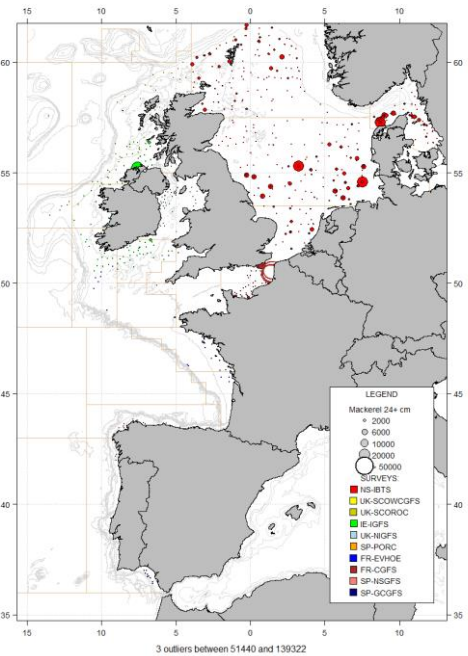 15 10 5 0 5 10
60 60
55 55
50 50
45 45
40 40
35 35
LEGEND
Mackerel 24+ cm
2000
6000
10000
20000
50000
SURVEYS:
NS-IBTS
UK-SCOWCGFS
UK-SCOROC
IE-IGFS
UK-NIGFS
SP-PORC
FR-EVHOE
FR-CGFS
SP-NSGFS
SP-GCGFS
15 10 5 0 5 10
3 outliers between 51440 and 139322